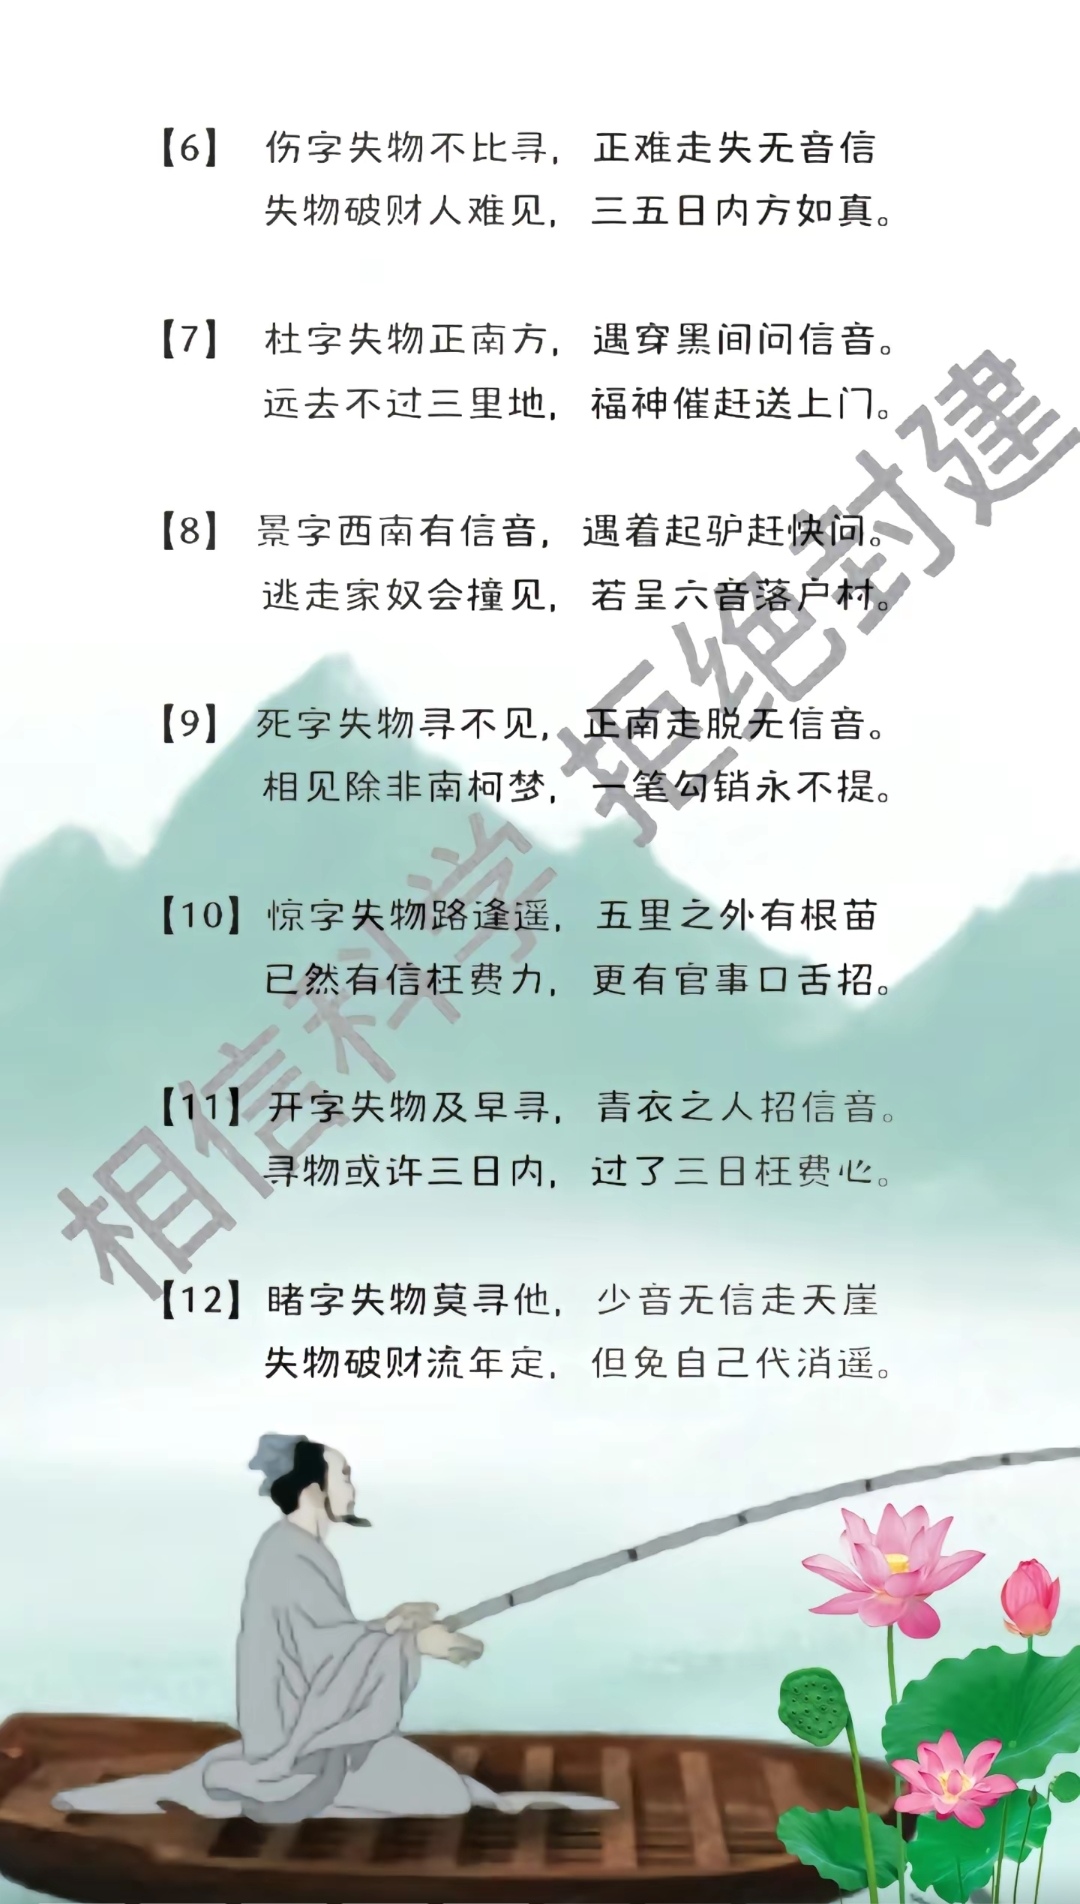 【6】 伤字失物不比寻，正难走失无音信
失物破财人难见，三五日内方如真。
【7】 杜字失物正南方，遇穿黑间问信音。
远去不过三里地，福神催赶送上门。
【8】 景字西南有信音，遇着起驴赶快问。
逃走家奴会撞见，若呈六音落户村。
【9】 死字失物寻不见，正南走脱无信音。
相见除非南柯梦，一笔勾销永不提。
【10】 惊字失物路逢遥，五里之外有根苗
已然有信枉费力，更有官事口舌招。
【11】 开字失物及早寻，青衣之人招信音。
寻物或许三日内，过了三日枉费心。
【12】 睹字失物莫寻他，少音无信走天崖
失物破财流年定，但免自己代消遥。
相信科学 拒绝封建